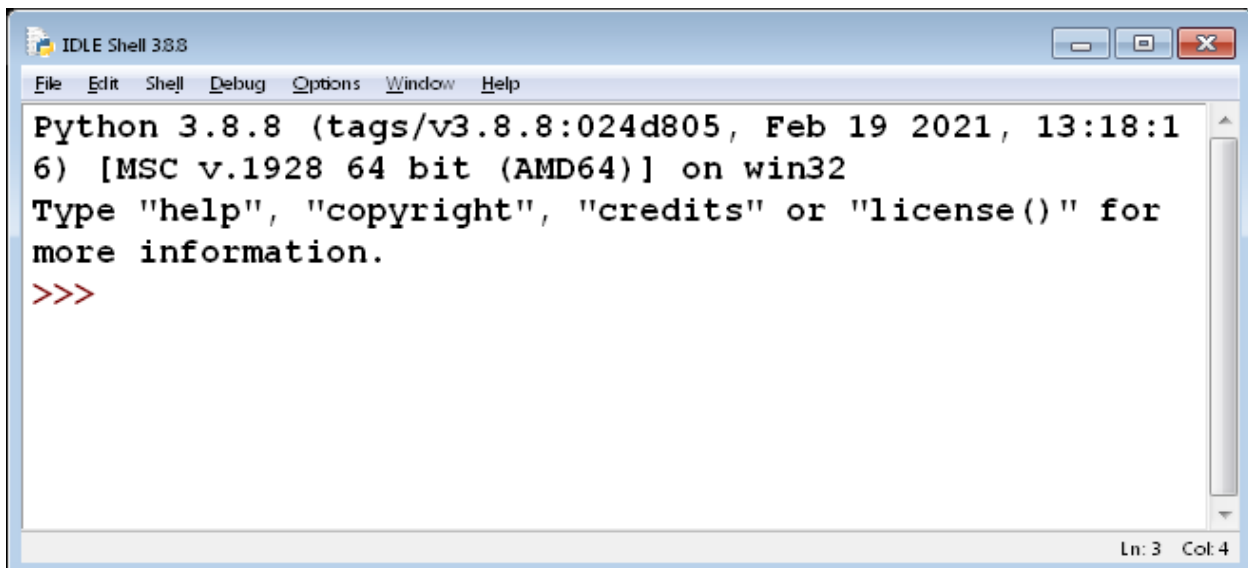 IDLE Shell 3.8.8
File Edit Shell Debug Options Window Help
Python 3.8.8 (tags/v3.8.8:024d805, Feb 19 2021, 13:18:1
6) [MSC v.1928 64 bit (AMD64)] on win32
Type "help", "copyright", "credits" or "license()" for
more information.
>>>
Ln: 3 Col: 4